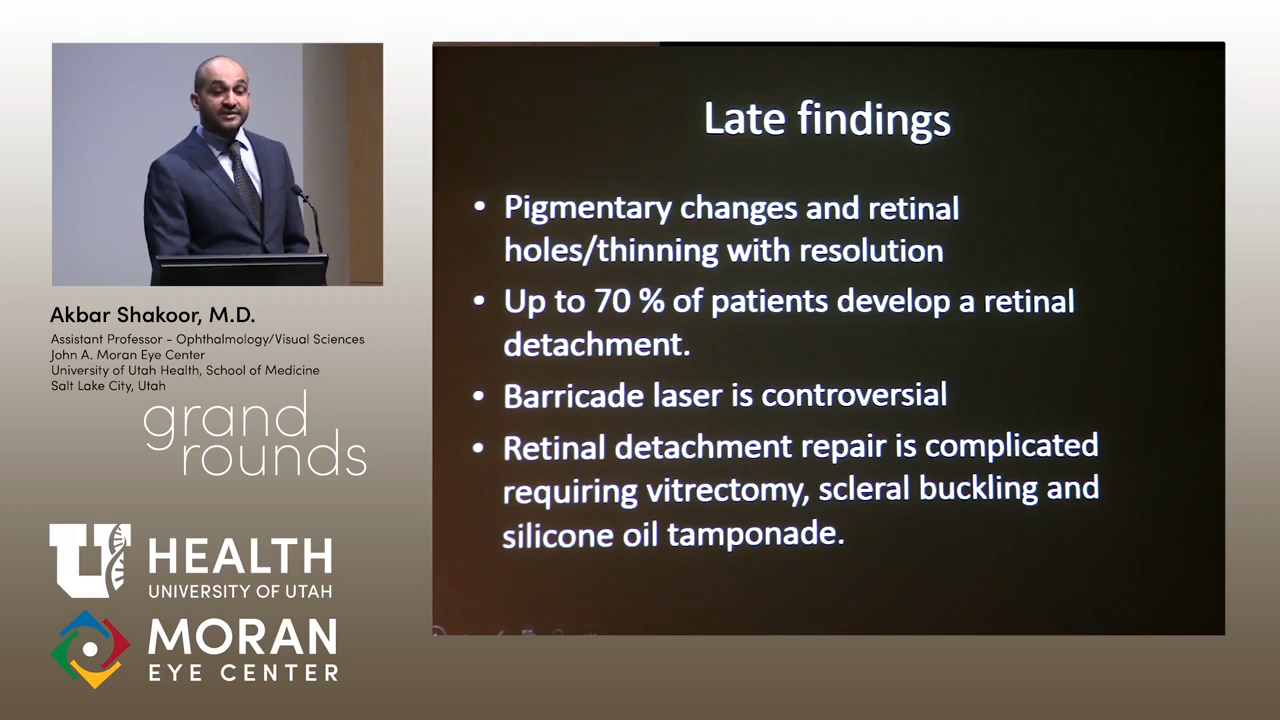 Late findings
• Pigmentary changes and retinal
holes/thinning with resolution
• Up to 70 % of patients develop a retinal
detachment.
• Barricade laser is controversial
• Retinal detachment repair is complicated
requiring vitrectomy, scleral buckling and
silicone oil tamponade.
Akbar Shakoor, M.D.
Assistant Professor - Ophthalmology/Visual Sciences
John A. Moran Eye Center
University of Utah Health, School of Medicine
Salt Lake City, Utah
grand
rounds
U HEALTH
UNIVERSITY OF UTAH
MORAN
EYE CENTER